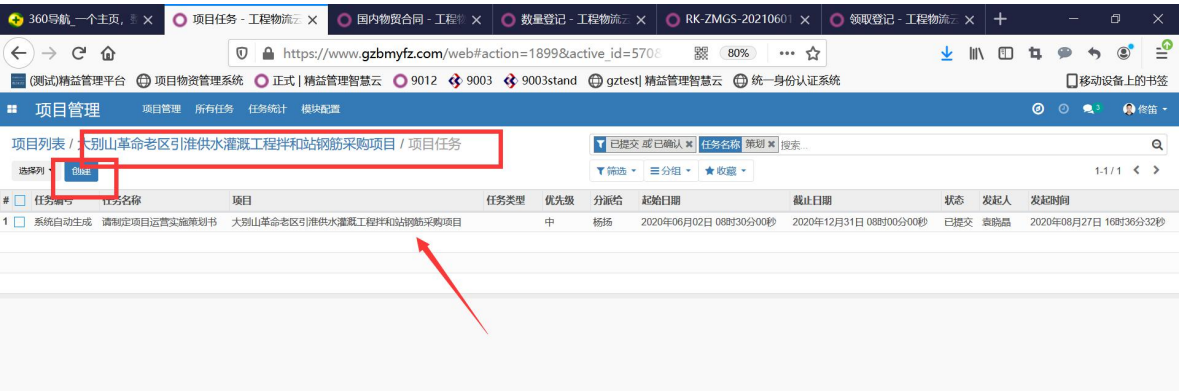 360导航_一个主页, 项目任务 - 工程物流云 国内物贸合同 - 工程 数量登记 - 工程物流云 RK-ZMGS-20210601 领取登记 - 工程物流云
https://www.gzbmyfz.com/web#action=1899&active_id=5708 80%
(测试)精益管理平台 项目物资管理系统 正式 | 精益管理智慧云 9012 9003 9003stand gztest| 精益管理智慧云 统一身份认证系统 移动设备上的书签
项目管理 项目管理 所有任务 任务统计 模块配置 3 俊笛
项目列表 / 大别山革命老区引淮供水灌溉工程拌和站钢筋采购项目 / 项目任务 已提交 或 已确认 任务名称 策划 搜索...
选择列 创建 筛选 分组 收藏 1-1 / 1
# 任务编号 任务名称 项目 任务类型 优先级 分派给 起始日期 截止日期 状态 发起人 发起时间
1 系统自动生成 请制定项目运营实施策划书 大别山革命老区引淮供水灌溉工程拌和站钢筋采购项目 中 杨扬 2020年06月02日 08时30分00秒 2020年12月31日 08时00分00秒 已提交 袁晓晶 2020年08月27日 16时36分32秒